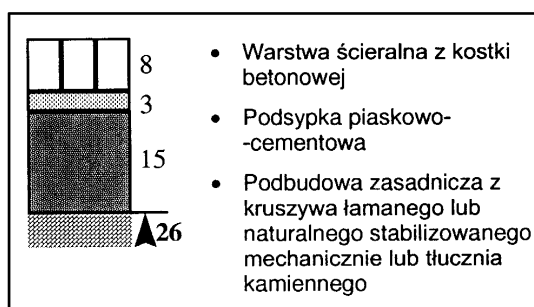 8
3
15
26
• Warstwa ścieralna z kostki
betonowej
• Podsypka piaskowo-
-cementowa
• Podbudowa zasadnicza z
kruszywa łamanego lub
naturalnego stabilizowanego
mechanicznie lub tłucznia
kamiennego